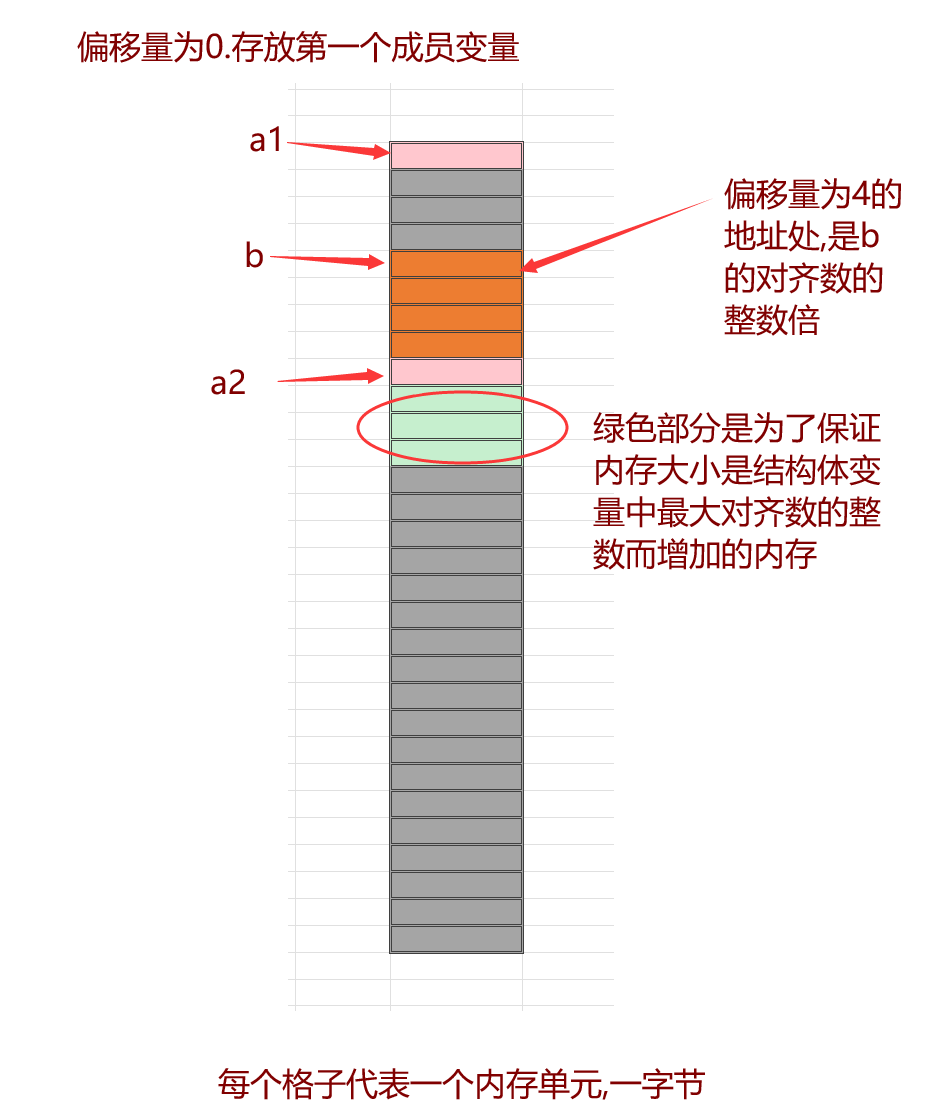 偏移量为0.存放第一个成员变量
a1
偏移量为4的
地址处,是b
的对齐数的
整数倍
b
a2
绿色部分是为了保证
内存大小是结构体变
量中最大对齐数的整
数而增加的内存
每个格子代表一个内存单元,一字节